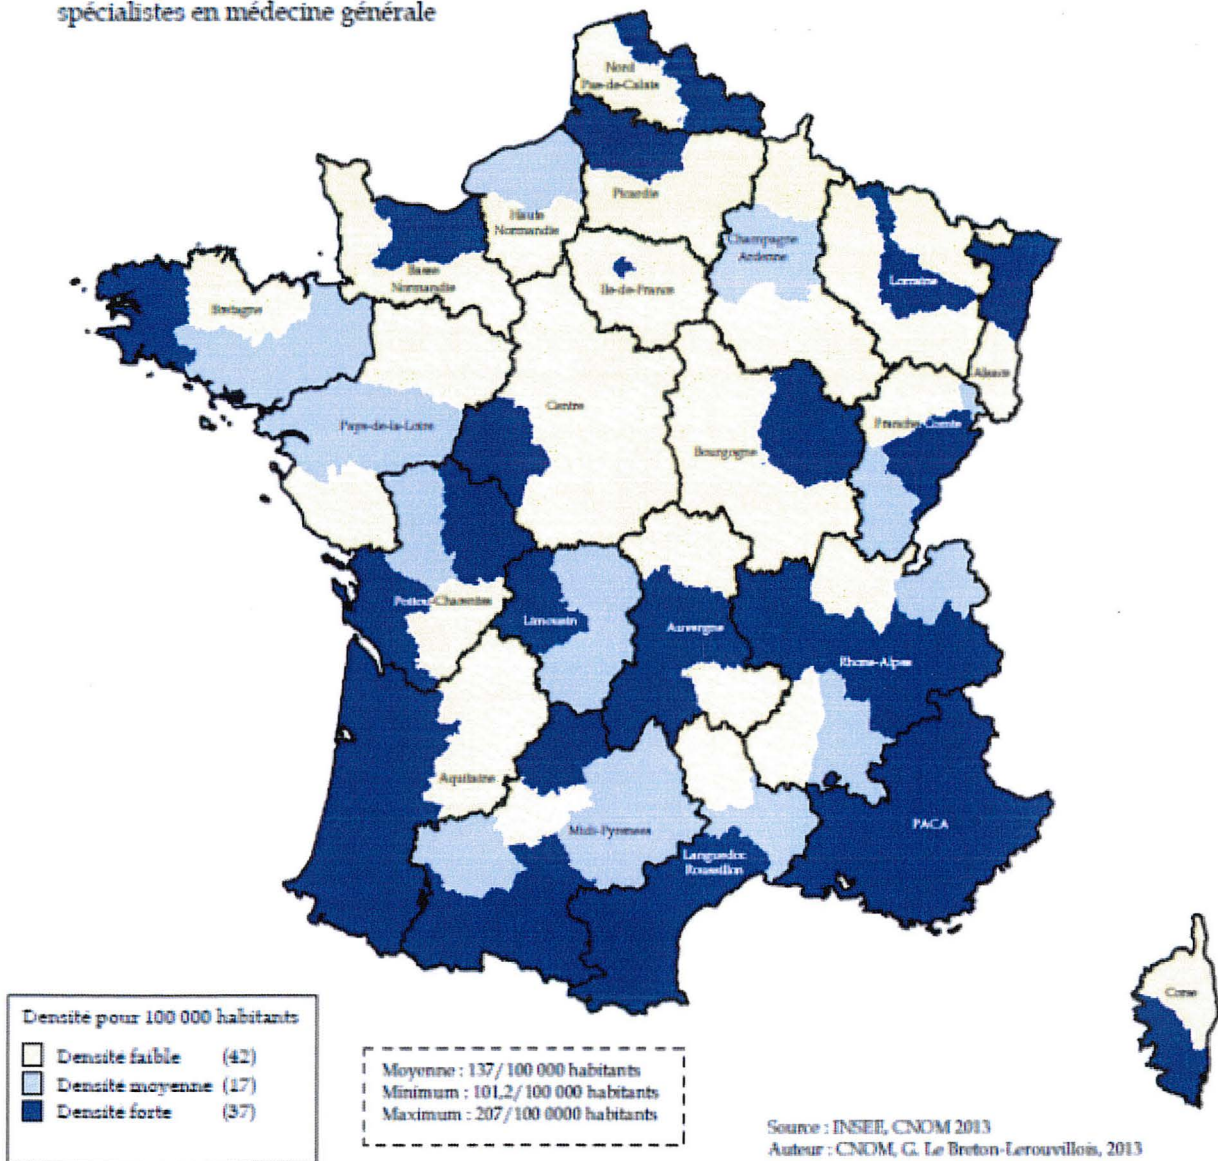 spécialistes en médecine générale
Nord
Pas-de-Calais
Picardie
Haute
Normandie
Basse
Normandie
Ile-de-France
Champagne
Ardenne
Lorraine
Alsace
Bretagne
Pays-de-la-Loire
Centre
Bourgogne
Franche-Comte
Poitou-Charentes
Limousin
Auvergne
Rhone-Alpes
Aquitaine
Midi-Pyrenees
Languedoc
Roussillon
PACA
Corse
Densité pour 100 000 habitants
Densité faible (42)
Densité moyenne (17)
Densité forte (37)
Moyenne : 137/100 000 habitants
Minimum : 101,2/100 000 habitants
Maximum : 207/100 0000 habitants
Source : INSEE, CNOM 2013
Auteur : CNOM, G. Le Breton-Lerouvillois, 2013